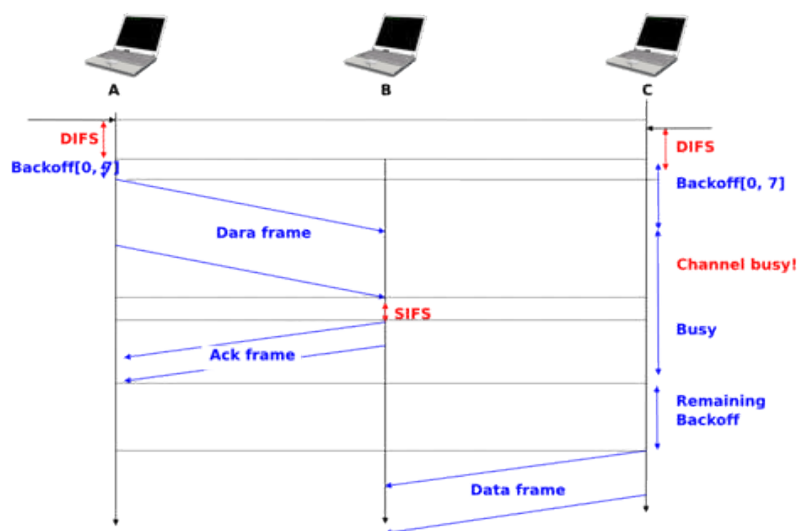 A
B
C
DIFS
DIFS
Backoff[0, 7]
Backoff[0, 7]
Dara frame
Channel busy!
SIFS
Busy
Ack frame
Remaining
Backoff
Data frame